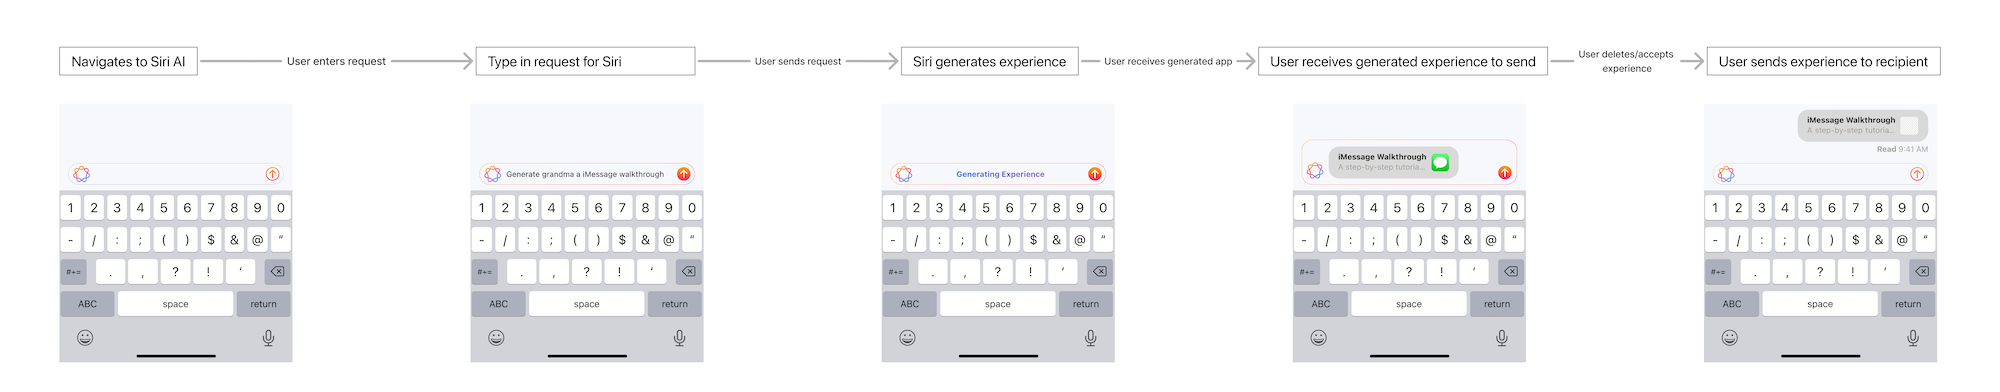 Navigates to Siri AI
User enters request
Type in request for Siri
User sends request
Siri generates experience
User receives generated app
User receives generated experience to send
User deletes/accepts
experience
User sends experience to recipient
1 2 3 4 5 6 7 8 9 0
- / : ; ( ) $ & @ “
#+= . , ? ! ‘
ABC space return
Generate grandma a iMessage walkthrough
1 2 3 4 5 6 7 8 9 0
- / : ; ( ) $ & @ “
#+= . , ? ! ‘
ABC space return
Generating Experience
1 2 3 4 5 6 7 8 9 0
- / : ; ( ) $ & @ “
#+= . , ? ! ‘
ABC space return
iMessage Walkthrough
A step-by-step tutoria...
1 2 3 4 5 6 7 8 9 0
- / : ; ( ) $ & @ “
#+= . , ? ! ‘
ABC space return
iMessage Walkthrough
A step-by-step tutoria...
Read 9:41 AM
1 2 3 4 5 6 7 8 9 0
- / : ; ( ) $ & @ “
#+= . , ? ! ‘
ABC space return